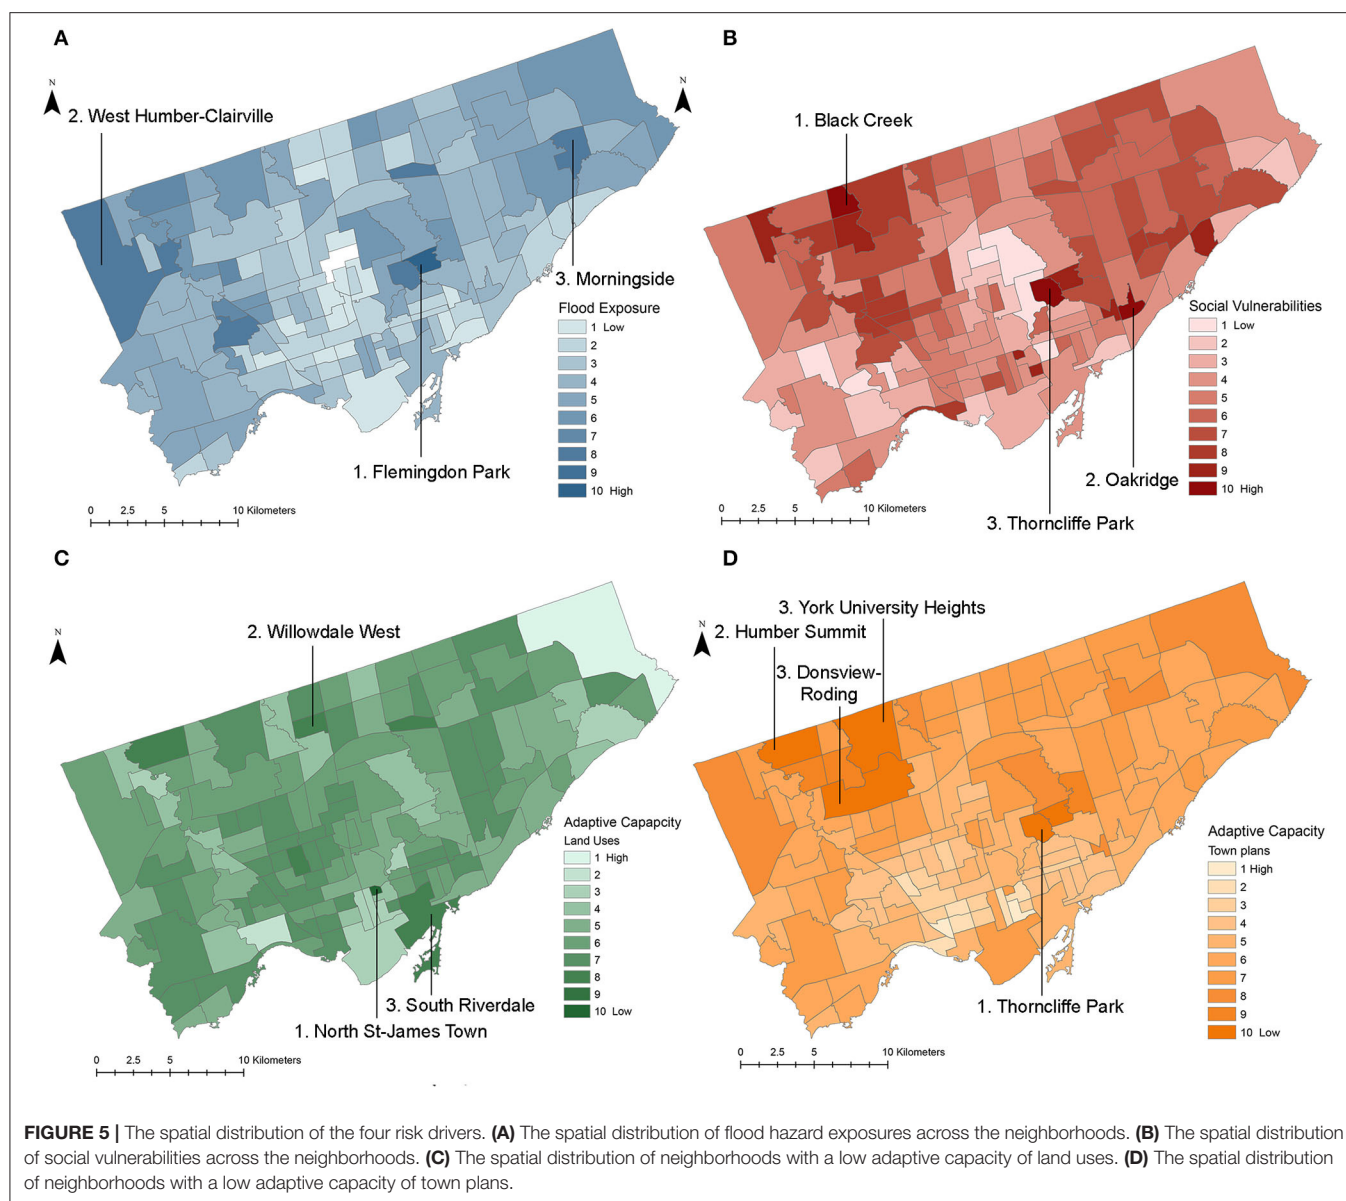 A
N
2. West Humber-Clairville
3. Morningside
1. Flemingdon Park
Flood Exposure
1 Low
2
3
4
5
6
7
8
9
10 High
0 2.5 5 10 Kilometers
B
N
1. Black Creek
2. Oakridge
3. Thorncliffe Park
Social Vulnerabilities
1 Low
2
3
4
5
6
7
8
9
10 High
0 2.5 5 10 Kilometers
C
N
2. Willowdale West
3. South Riverdale
1. North St-James Town
Adaptive Capapcity
Land Uses
1 High
2
3
4
5
6
7
8
9
10 Low
0 2.5 5 10 Kilometers
D
N
3. York University Heights
2. Humber Summit
3. Donsview-
Roding
1. Thorncliffe Park
Adaptive Capacity
Town plans
1 High
2
3
4
5
6
7
8
9
10 Low
0 2.5 5 10 Kilometers
FIGURE 5 | The spatial distribution of the four risk drivers. (A) The spatial distribution of flood hazard exposures across the neighborhoods. (B) The spatial distribution
of social vulnerabilities across the neighborhoods. (C) The spatial distribution of neighborhoods with a low adaptive capacity of land uses. (D) The spatial distribution
of neighborhoods with a low adaptive capacity of town plans.